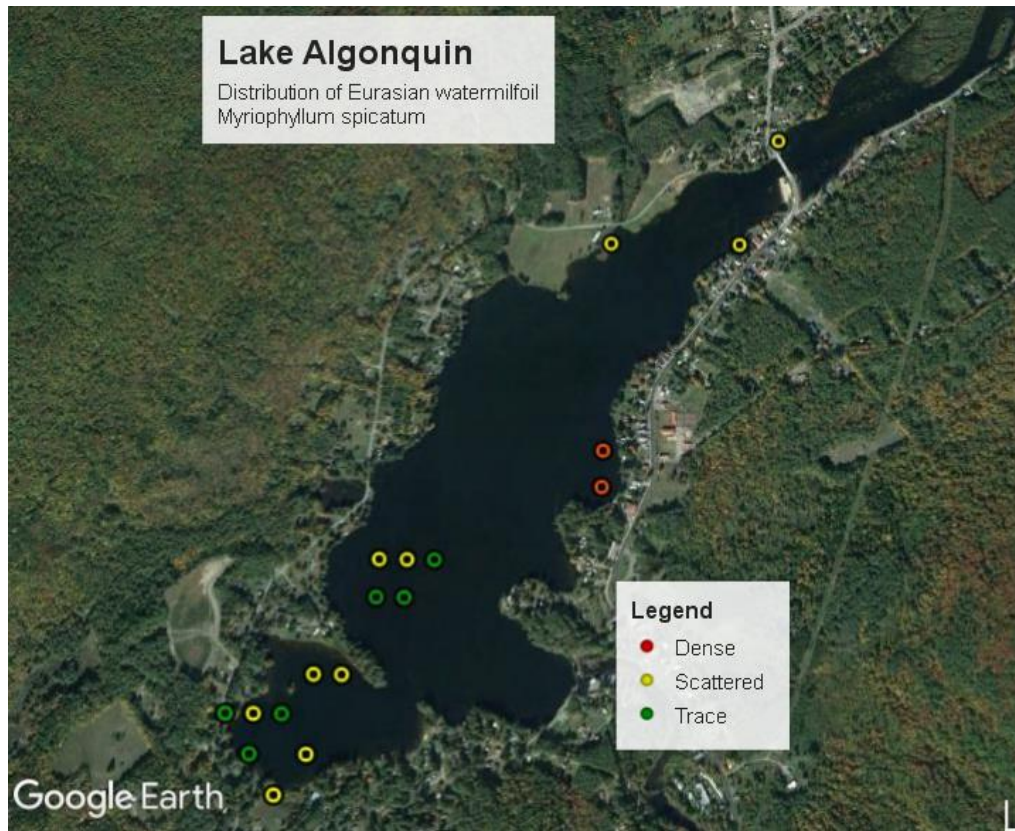 Lake Algonquin
Distribution of Eurasian watermilfoil
Myriophyllum spicatum
Legend
Dense
Scattered
Trace
Google Earth
L